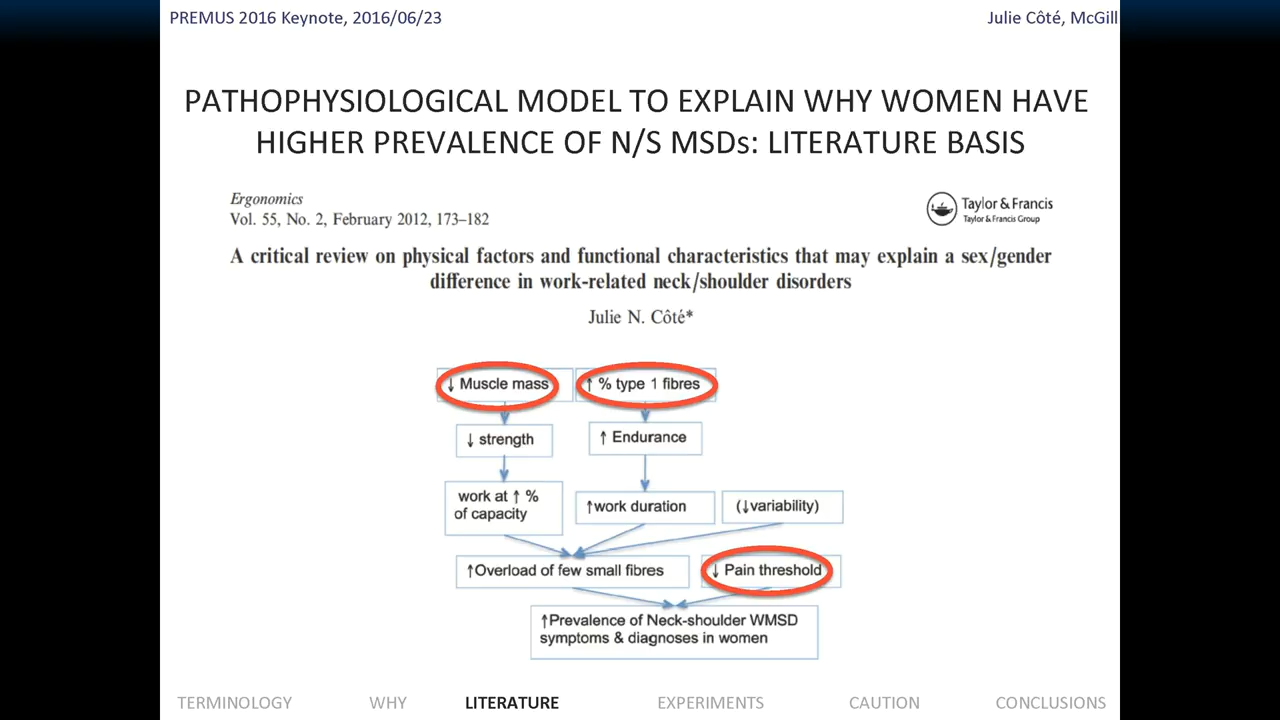 PREMUS 2016 Keynote, 2016/06/23
Julie Côté, McGill
PATHOPHYSIOLOGICAL MODEL TO EXPLAIN WHY WOMEN HAVE
HIGHER PREVALENCE OF N/S MSDs: LITERATURE BASIS
Ergonomics
Vol. 55, No. 2, February 2012, 173–182
Taylor & Francis
Taylor & Francis Group
A critical review on physical factors and functional characteristics that may explain a sex/gender
difference in work-related neck/shoulder disorders
Julie N. Côté*
↓ Muscle mass
↑ % type 1 fibres
↓ strength
↑ Endurance
work at ↑ %
of capacity
↑work duration
(↓variability)
↑Overload of few small fibres
↓ Pain threshold
↑Prevalence of Neck-shoulder WMSD
symptoms & diagnoses in women
TERMINOLOGY WHY LITERATURE EXPERIMENTS CAUTION CONCLUSIONS